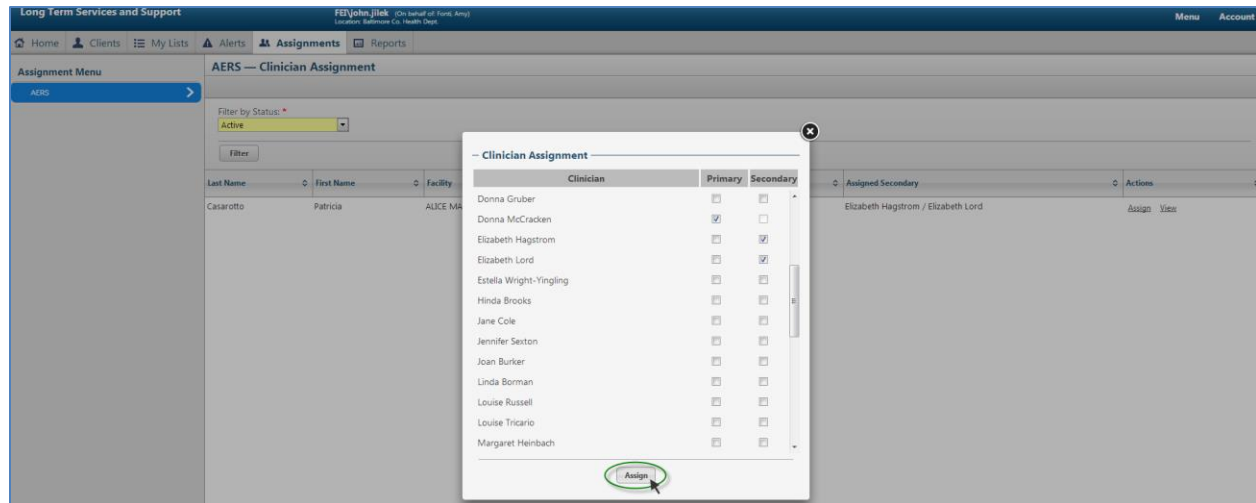 Long Term Services and Support
FEI\john.jilek (On behalf of: Ford, Amy)
Location: Baltimore Co. Health Dept.
Menu Account
Home Clients My Lists Alerts Assignments Reports
Assignment Menu
AERS
AERS — Clinician Assignment
Filter by Status: *
Active
Filter
Last Name First Name Facility Assigned Secondary Actions
Casarotto Patricia ALICE MA Elizabeth Hagstrom / Elizabeth Lord Assign View
Clinician Assignment
Clinician Primary Secondary
Donna Gruber
Donna McCracken
Elizabeth Hagstrom
Elizabeth Lord
Estella Wright-Yingling
Hinda Brooks
Jane Cole
Jennifer Sexton
Joan Burker
Linda Borman
Louise Russell
Louise Tricario
Margaret Heinbach
Assign